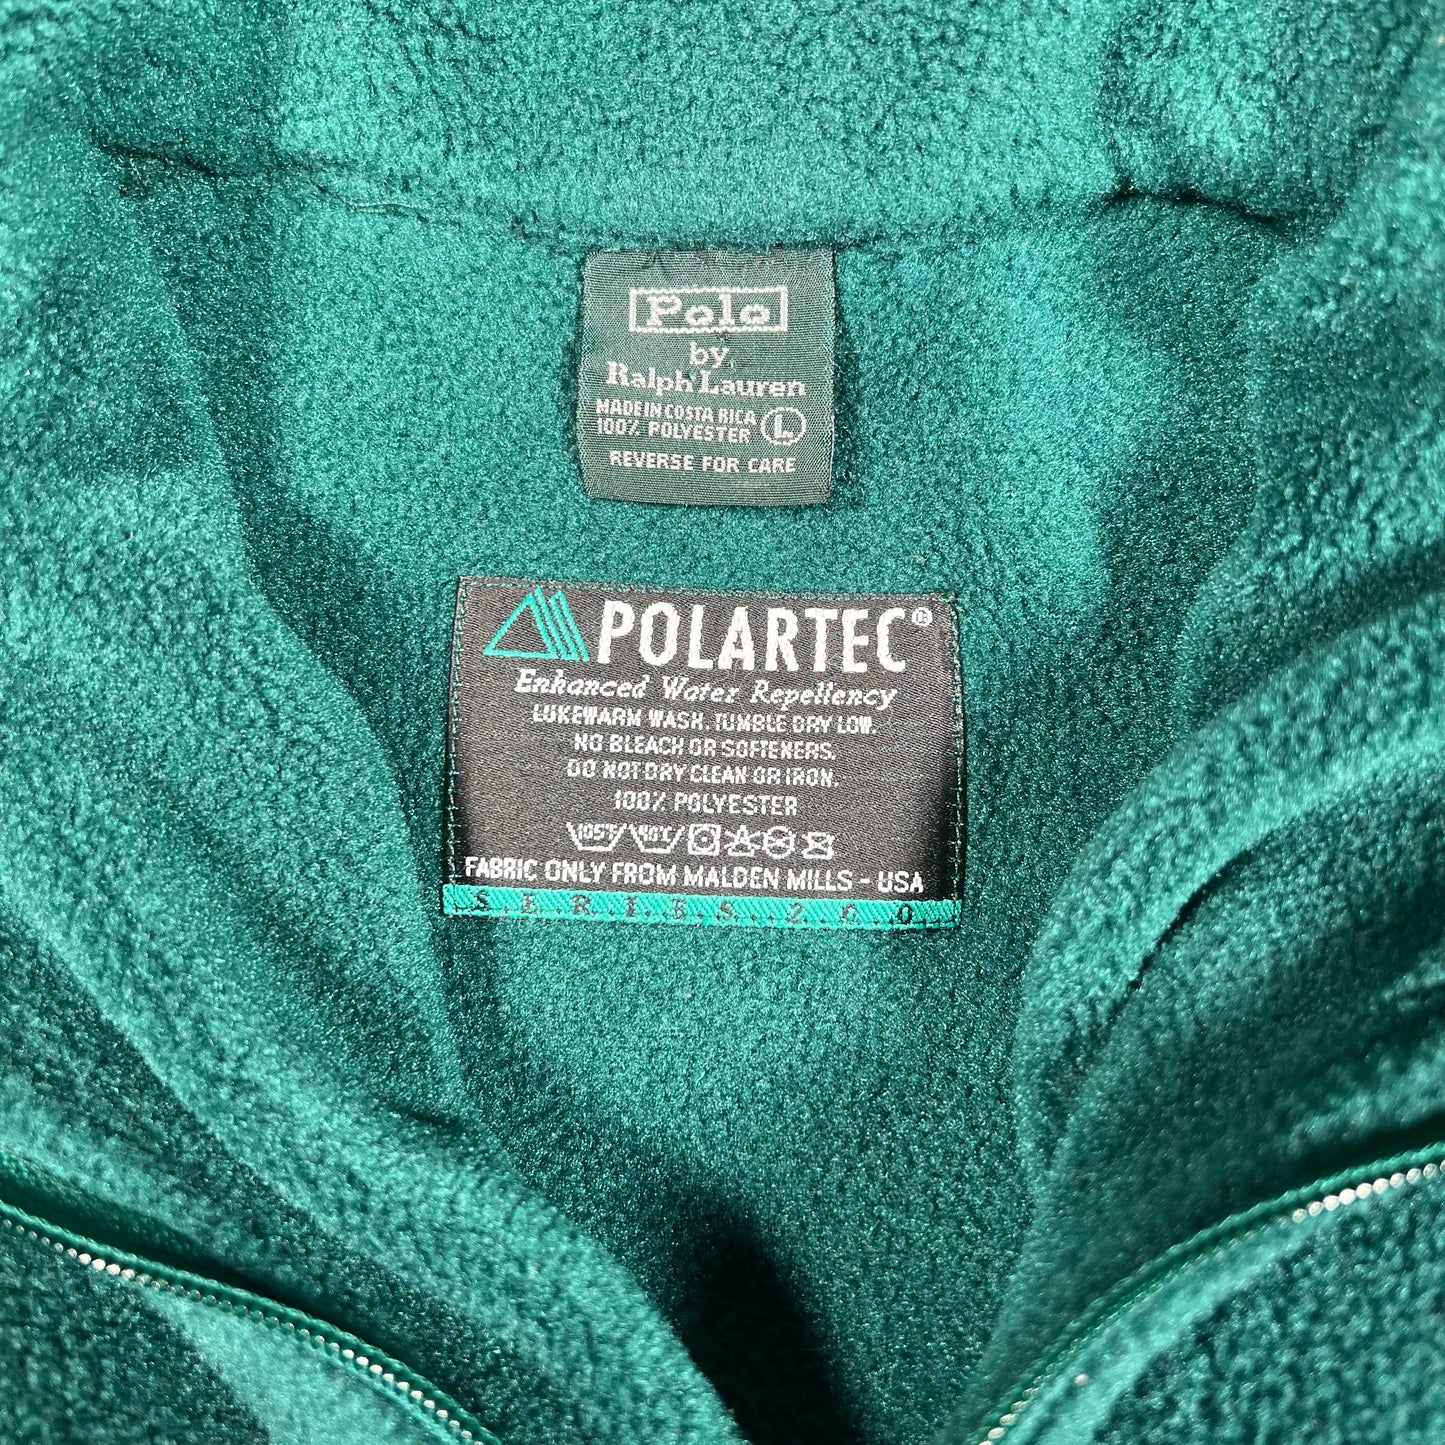 Polo
by
Ralph Lauren
MADE IN COSTA RICA
100% POLYESTER L
REVERSE FOR CARE
POLARTEC®
Enhanced Water Repellency
LUKEWARM WASH. TUMBLE DRY LOW.
NO BLEACH OR SOFTENERS.
DO NOT DRY CLEAN OR IRON.
100% POLYESTER
105°F 40°C
FABRIC ONLY FROM MALDEN MILLS - USA
SERIES 200